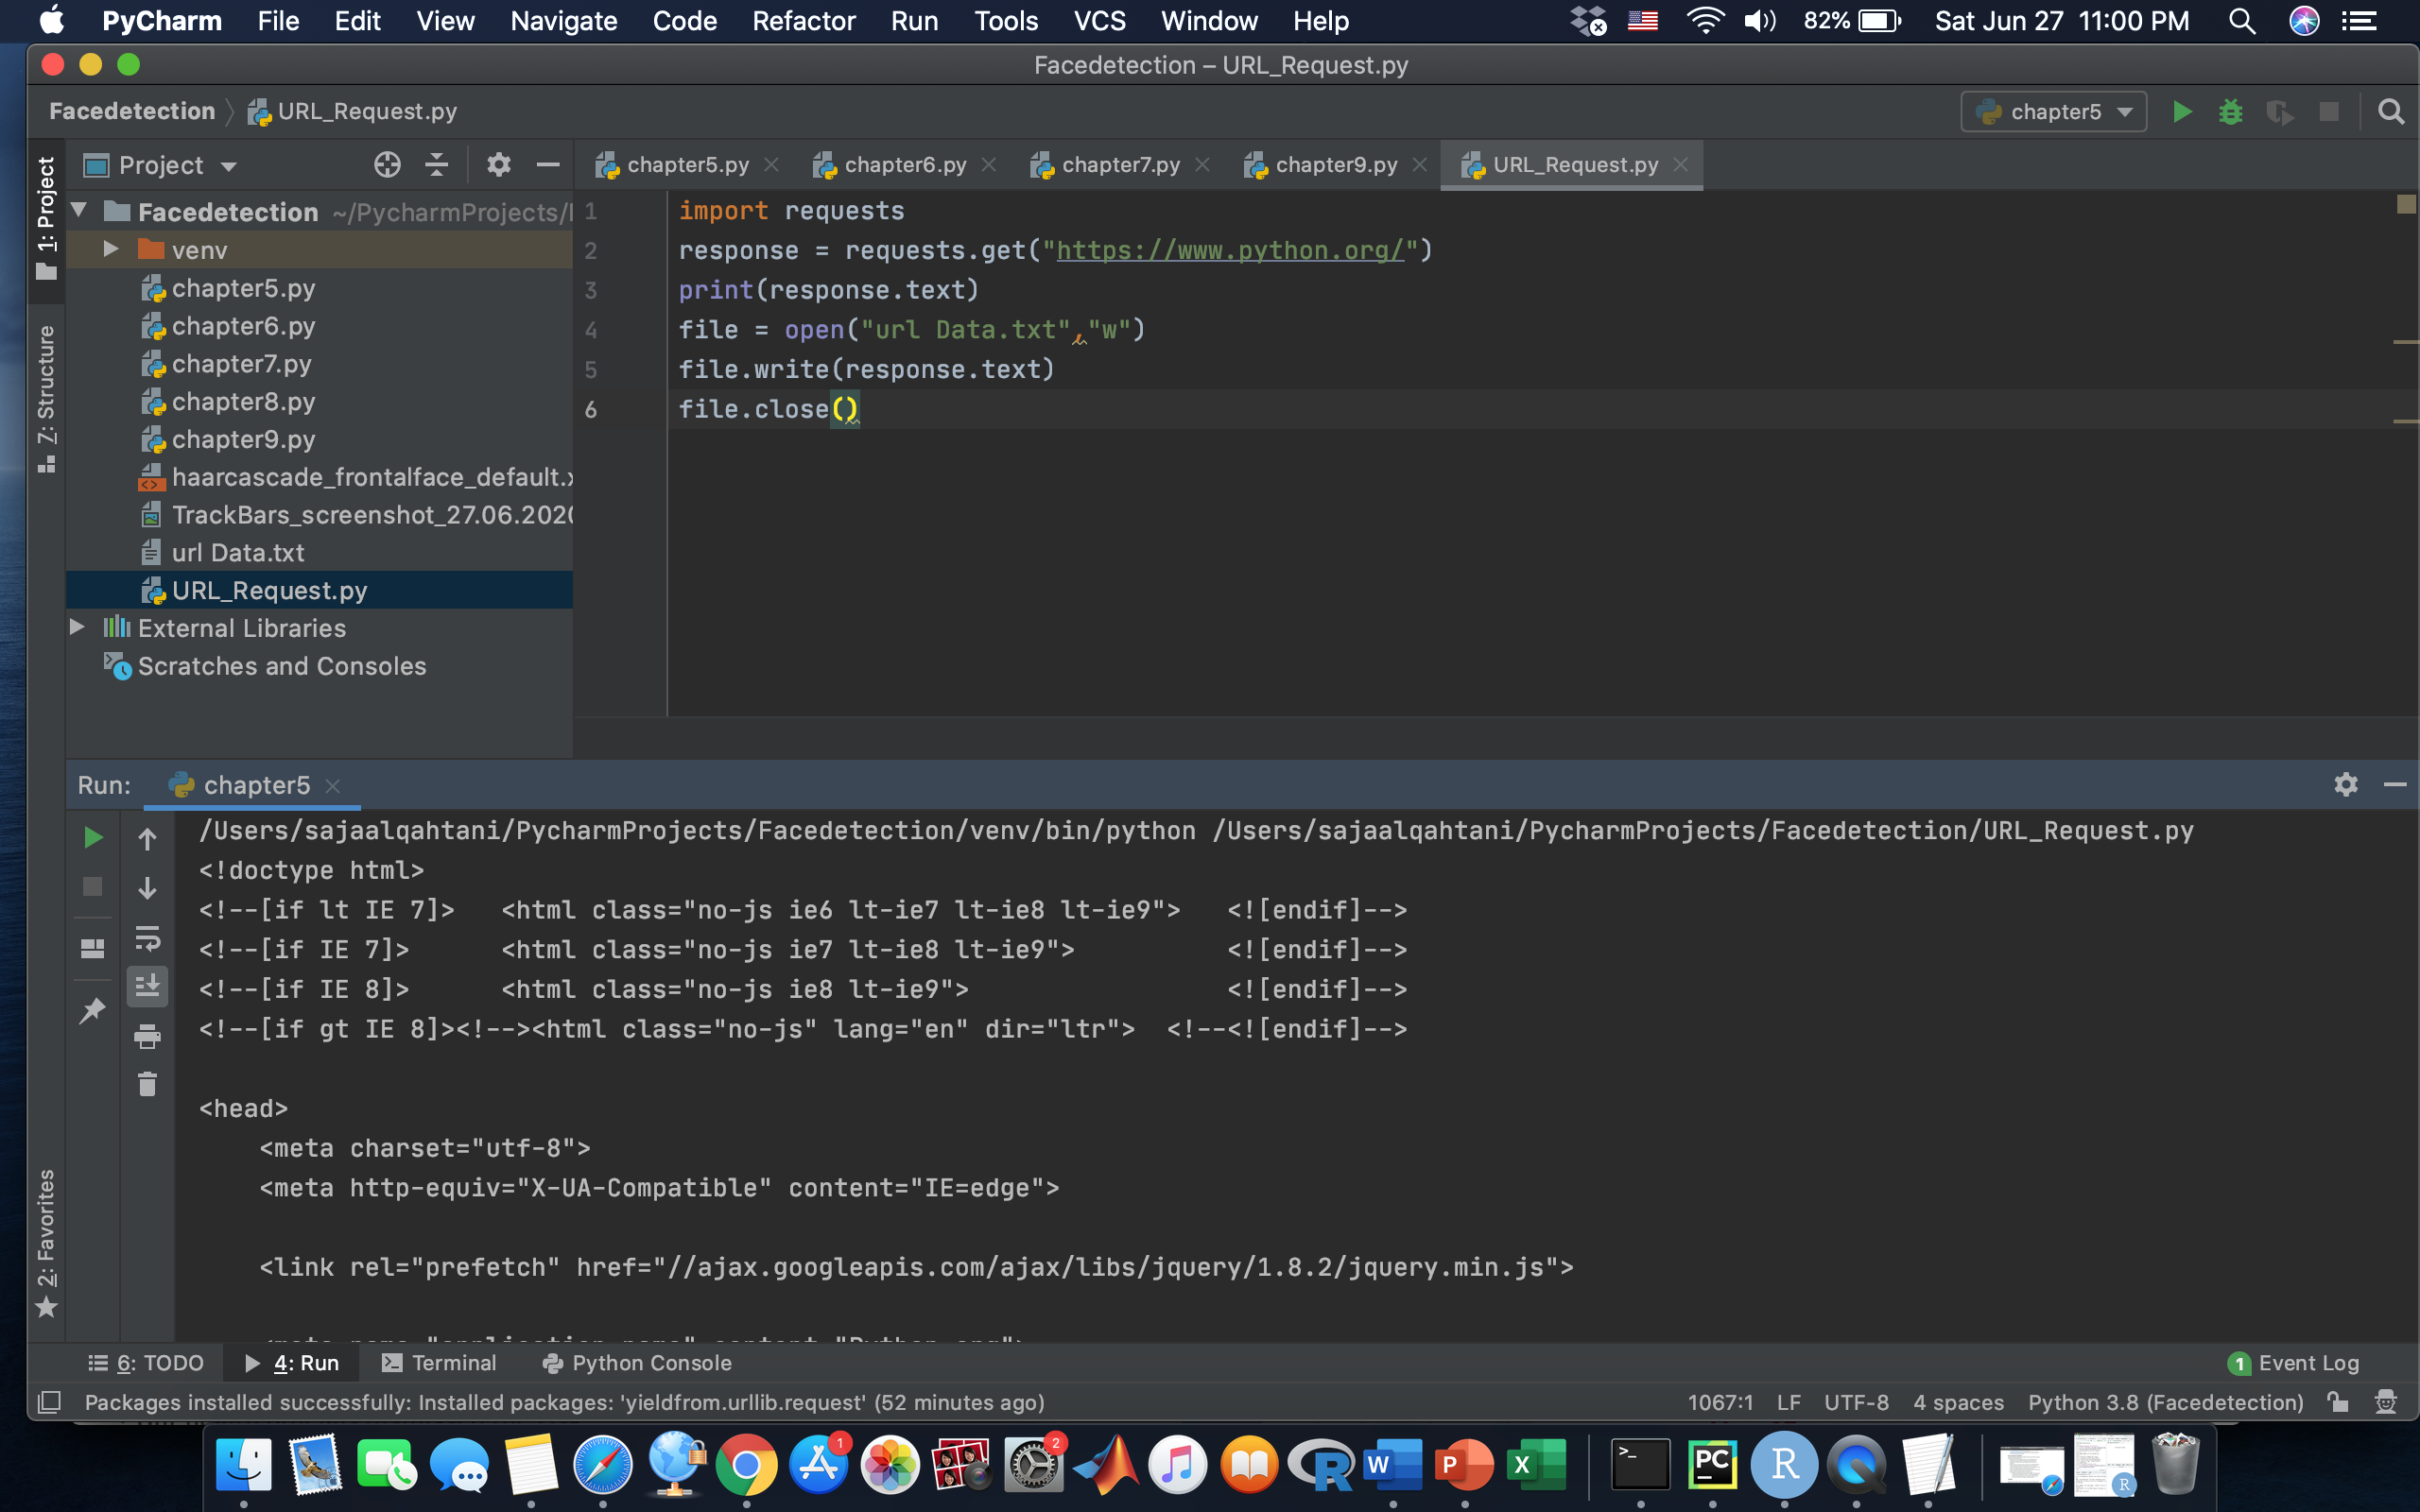 PyCharm File Edit View Navigate Code Refactor Run Tools VCS Window Help 82% Sat Jun 27 11:00 PM
Facedetection – URL_Request.py
Facedetection URL_Request.py chapter5
1: Project
Project
chapter5.py chapter6.py chapter7.py chapter9.py URL_Request.py
Facedetection ~/PycharmProjects/
venv
chapter5.py
chapter6.py
chapter7.py
chapter8.py
chapter9.py
haarcascade_frontalface_default.x
TrackBars_screenshot_27.06.202
url Data.txt
URL_Request.py
External Libraries
Scratches and Consoles
Z: Structure
1 import requests
2 response = requests.get("https://www.python.org/")
3 print(response.text)
4 file = open("url Data.txt","w")
5 file.write(response.text)
6 file.close()
Run: chapter5
/Users/sajaalqahtani/PycharmProjects/Facedetection/venv/bin/python /Users/sajaalqahtani/PycharmProjects/Facedetection/URL_Request.py
<!doctype html>
<!--[if lt IE 7]>   <html class="no-js ie6 lt-ie7 lt-ie8 lt-ie9">   <![endif]-->
<!--[if IE 7]>      <html class="no-js ie7 lt-ie8 lt-ie9">          <![endif]-->
<!--[if IE 8]>      <html class="no-js ie8 lt-ie9">                 <![endif]-->
<!--[if gt IE 8]><!--><html class="no-js" lang="en" dir="ltr">  <!--<![endif]-->
<head>
    <meta charset="utf-8">
    <meta http-equiv="X-UA-Compatible" content="IE=edge">
    <link rel="prefetch" href="//ajax.googleapis.com/ajax/libs/jquery/1.8.2/jquery.min.js">
    <meta name="application-name" content="Python.org">
2: Favorites
6: TODO 4: Run Terminal Python Console 1 Event Log
Packages installed successfully: Installed packages: 'yieldfrom.urllib.request' (52 minutes ago) 1067:1 LF UTF-8 4 spaces Python 3.8 (Facedetection)
1 2 R W P X >_ PC R R